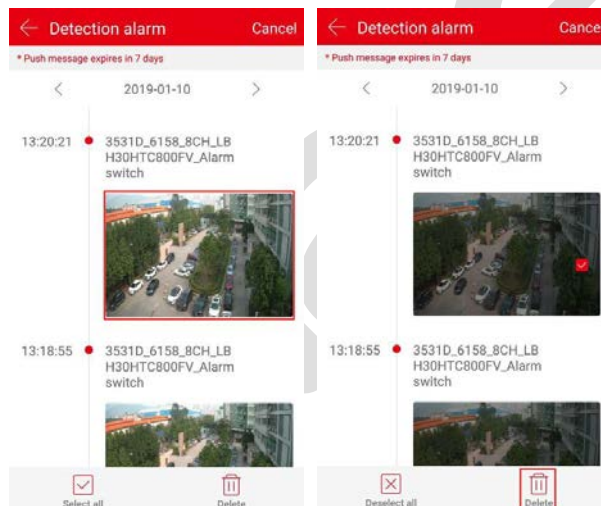 Detection alarm Cancel
* Push message expires in 7 days
< 2019-01-10 >
13:20:21 3531D_6158_8CH_LB
H30HTC800FV_Alarm
switch
13:18:55 3531D_6158_8CH_LB
H30HTC800FV_Alarm
switch
Select all Delete
Detection alarm Cance
* Push message expires in 7 days
< 2019-01-10 >
13:20:21 3531D_6158_8CH_LB
H30HTC800FV_Alarm
switch
13:18:55 3531D_6158_8CH_LB
H30HTC800FV_Alarm
switch
Deselect all Delete